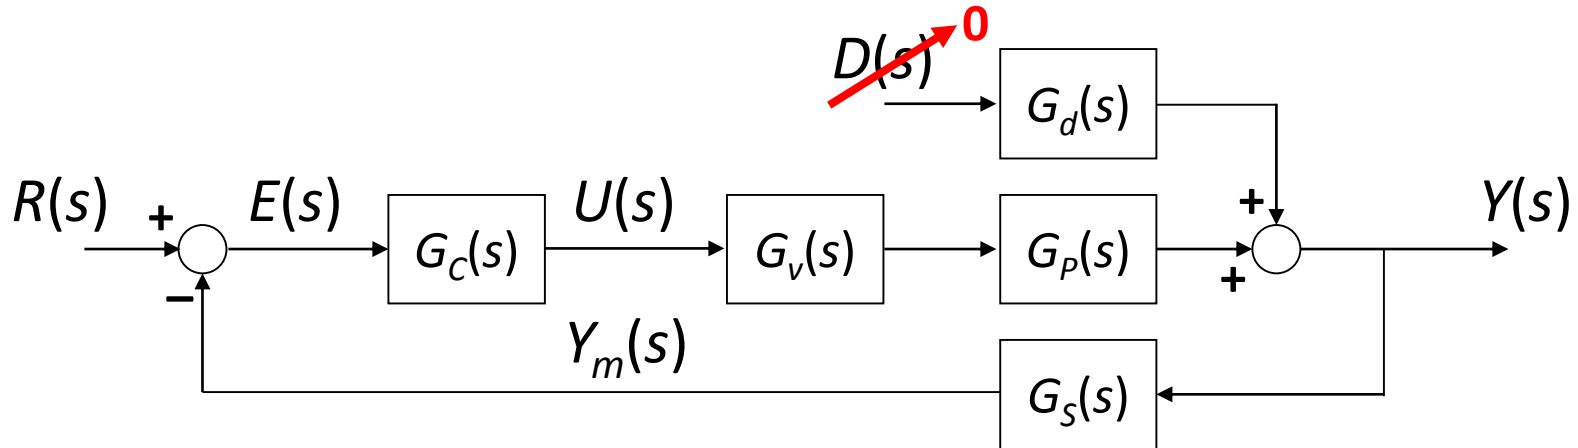 0
D(s)
G_d(s)
R(s)
+
E(s)
G_C(s)
U(s)
G_v(s)
G_P(s)
+
+
Y(s)
−
Y_m(s)
G_S(s)